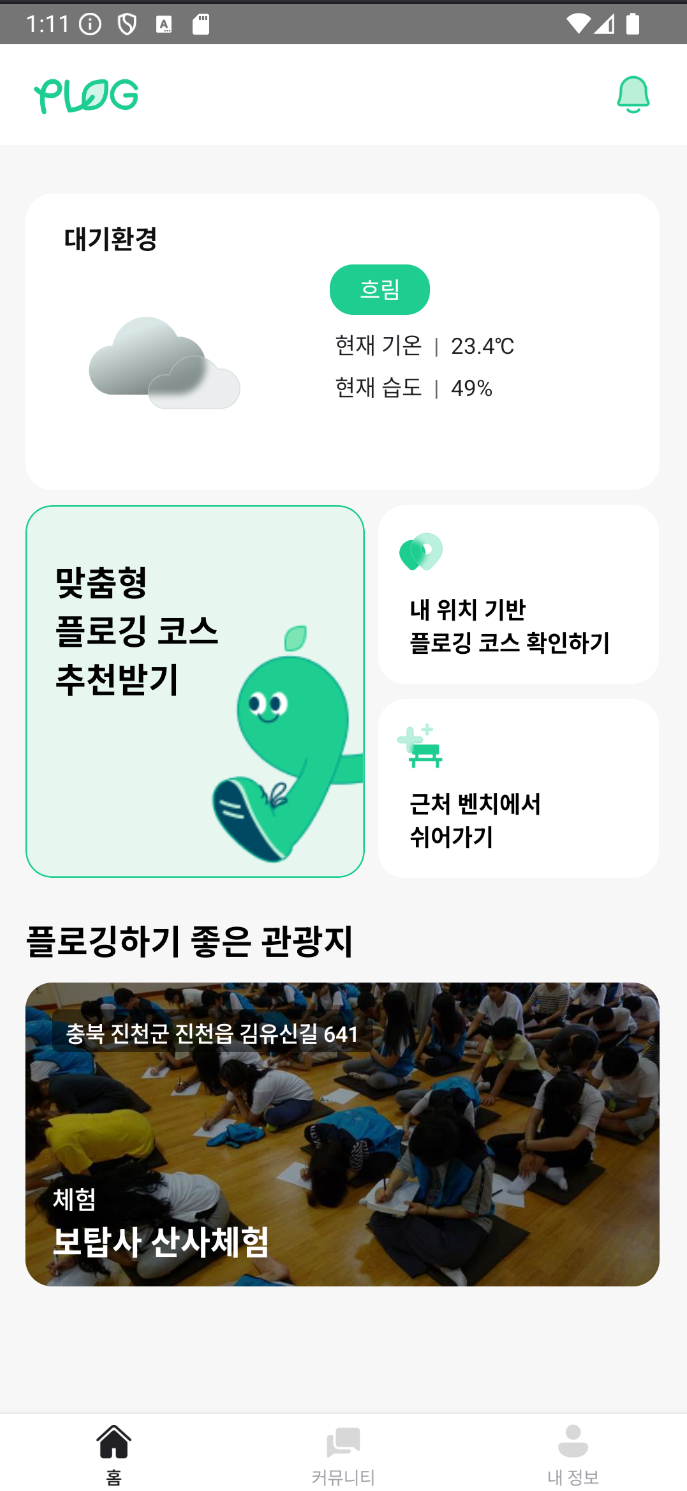 1:11
PLOG
대기환경
흐림
현재 기온 | 23.4℃
현재 습도 | 49%
맞춤형
플로깅 코스
추천받기
내 위치 기반
플로깅 코스 확인하기
근처 벤치에서
쉬어가기
플로깅하기 좋은 관광지
충북 진천군 진천읍 김유신길 641
체험
보탑사 산사체험
홈
커뮤니티
내 정보